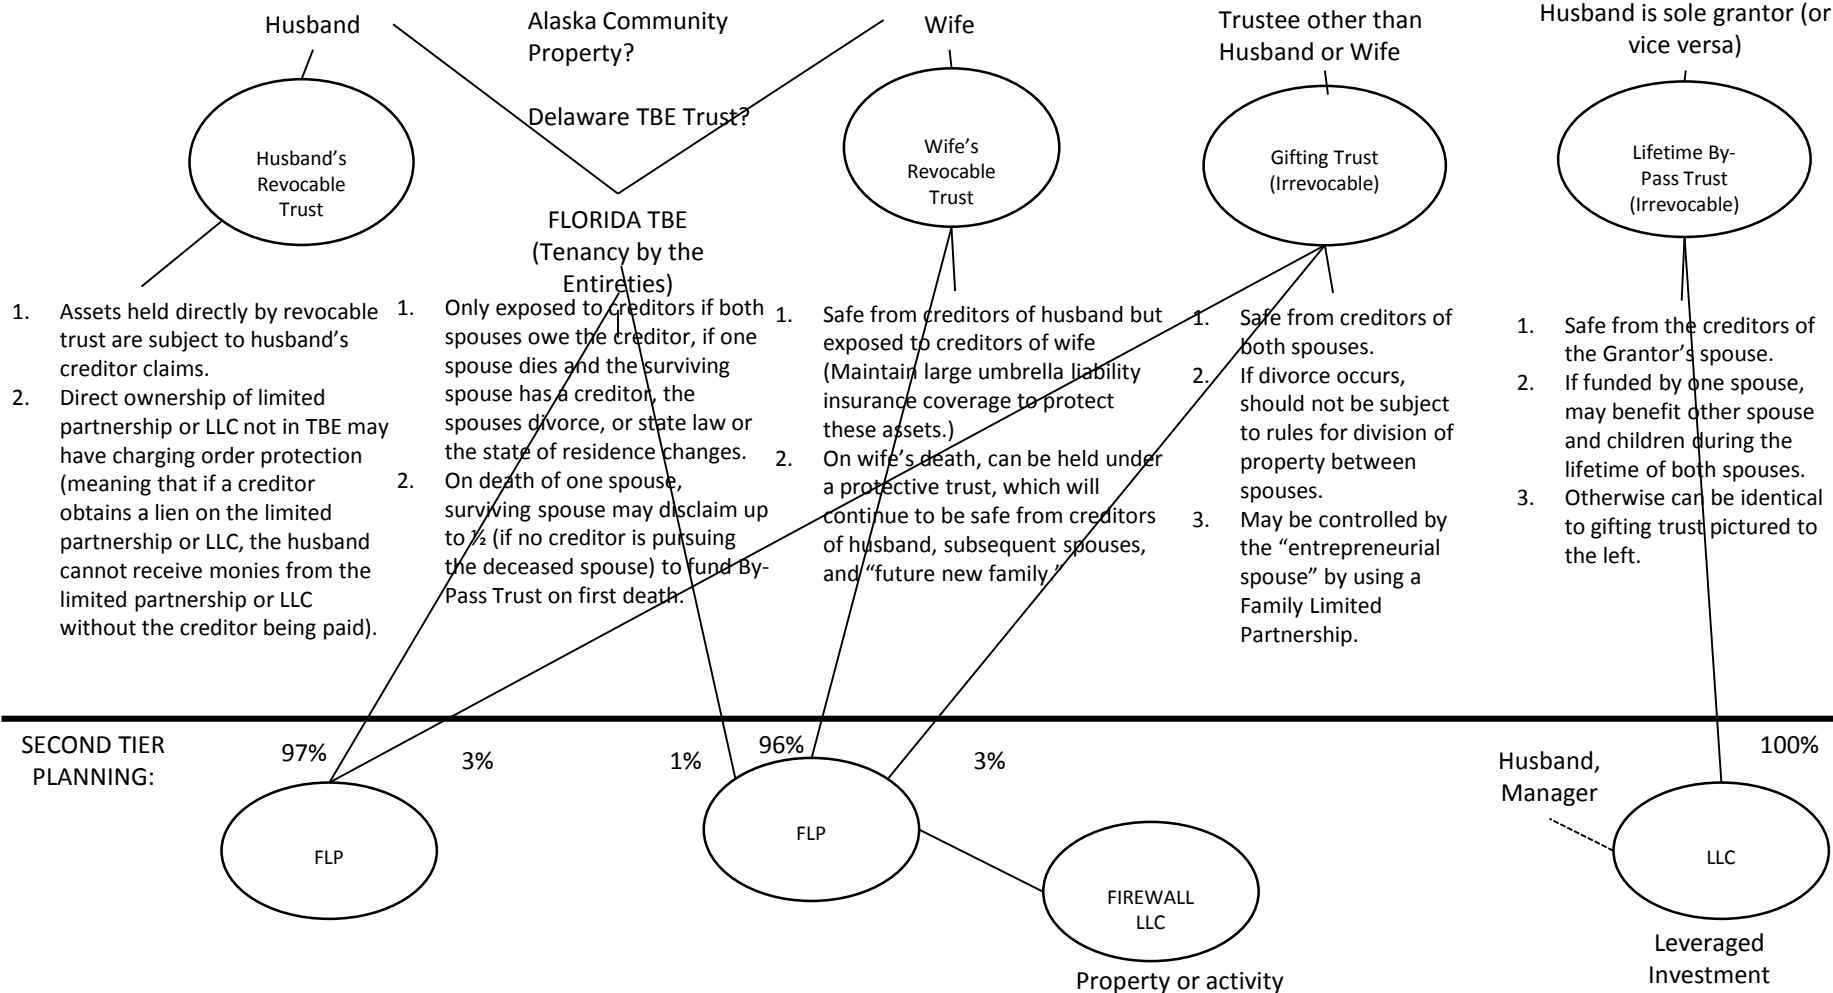 Husband
Alaska Community
Property?
Delaware TBE Trust?
Wife
Trustee other than
Husband or Wife
Husband is sole grantor (or
vice versa)
Husband's
Revocable
Trust
FLORIDA TBE
(Tenancy by the
Entireties)
Wife's
Revocable
Trust
Gifting Trust
(Irrevocable)
Lifetime By-
Pass Trust
(Irrevocable)
1. Assets held directly by revocable
trust are subject to husband's
creditor claims.
2. Direct ownership of limited
partnership or LLC not in TBE may
have charging order protection
(meaning that if a creditor
obtains a lien on the limited
partnership or LLC, the husband
cannot receive monies from the
limited partnership or LLC
without the creditor being paid).
1. Only exposed to creditors if both
spouses owe the creditor, if one
spouse dies and the surviving
spouse has a creditor, the
spouses divorce, or state law or
the state of residence changes.
2. On death of one spouse,
surviving spouse may disclaim up
to ½ (if no creditor is pursuing
the deceased spouse) to fund By-
Pass Trust on first death.
1. Safe from creditors of husband but
exposed to creditors of wife
(Maintain large umbrella liability
insurance coverage to protect
these assets.)
2. On wife's death, can be held under
a protective trust, which will
continue to be safe from creditors
of husband, subsequent spouses,
and “future new family.”
1. Safe from creditors of
both spouses.
2. If divorce occurs,
should not be subject
to rules for division of
property between
spouses.
3. May be controlled by
the “entrepreneurial
spouse” by using a
Family Limited
Partnership.
1. Safe from the creditors of
the Grantor's spouse.
2. If funded by one spouse,
may benefit other spouse
and children during the
lifetime of both spouses.
3. Otherwise can be identical
to gifting trust pictured to
the left.
SECOND TIER
PLANNING:
97%
3%
1%
96%
3%
Husband,
Manager
100%
FLP
FLP
FIREWALL
LLC
Property or activity
LLC
Leveraged
Investment